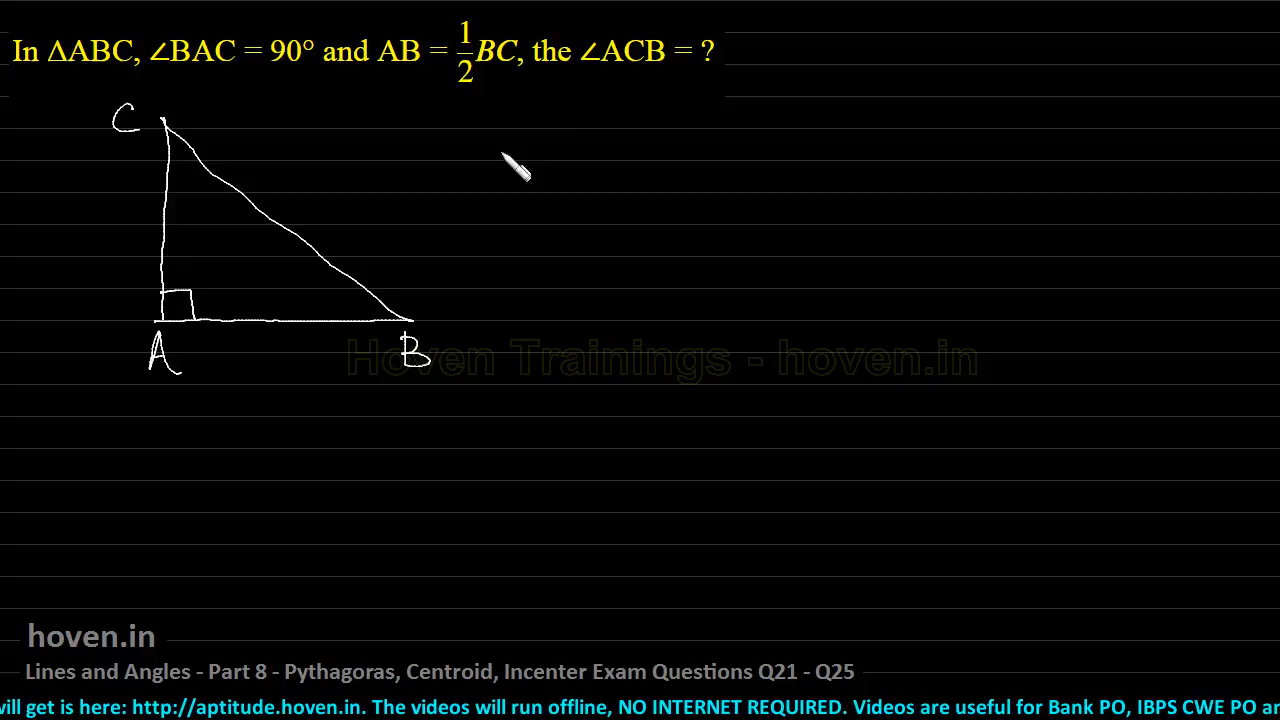 In ΔABC, ∠BAC = 90° and AB = 1/2 BC, the ∠ACB = ?
C
A
B
Hoven Trainings - hoven.in
hoven.in
Lines and Angles - Part 8 - Pythagoras, Centroid, Incenter Exam Questions Q21 - Q25
will get is here: http://aptitude.hoven.in. The videos will run offline, NO INTERNET REQUIRED. Videos are useful for Bank PO, IBPS CWE PO